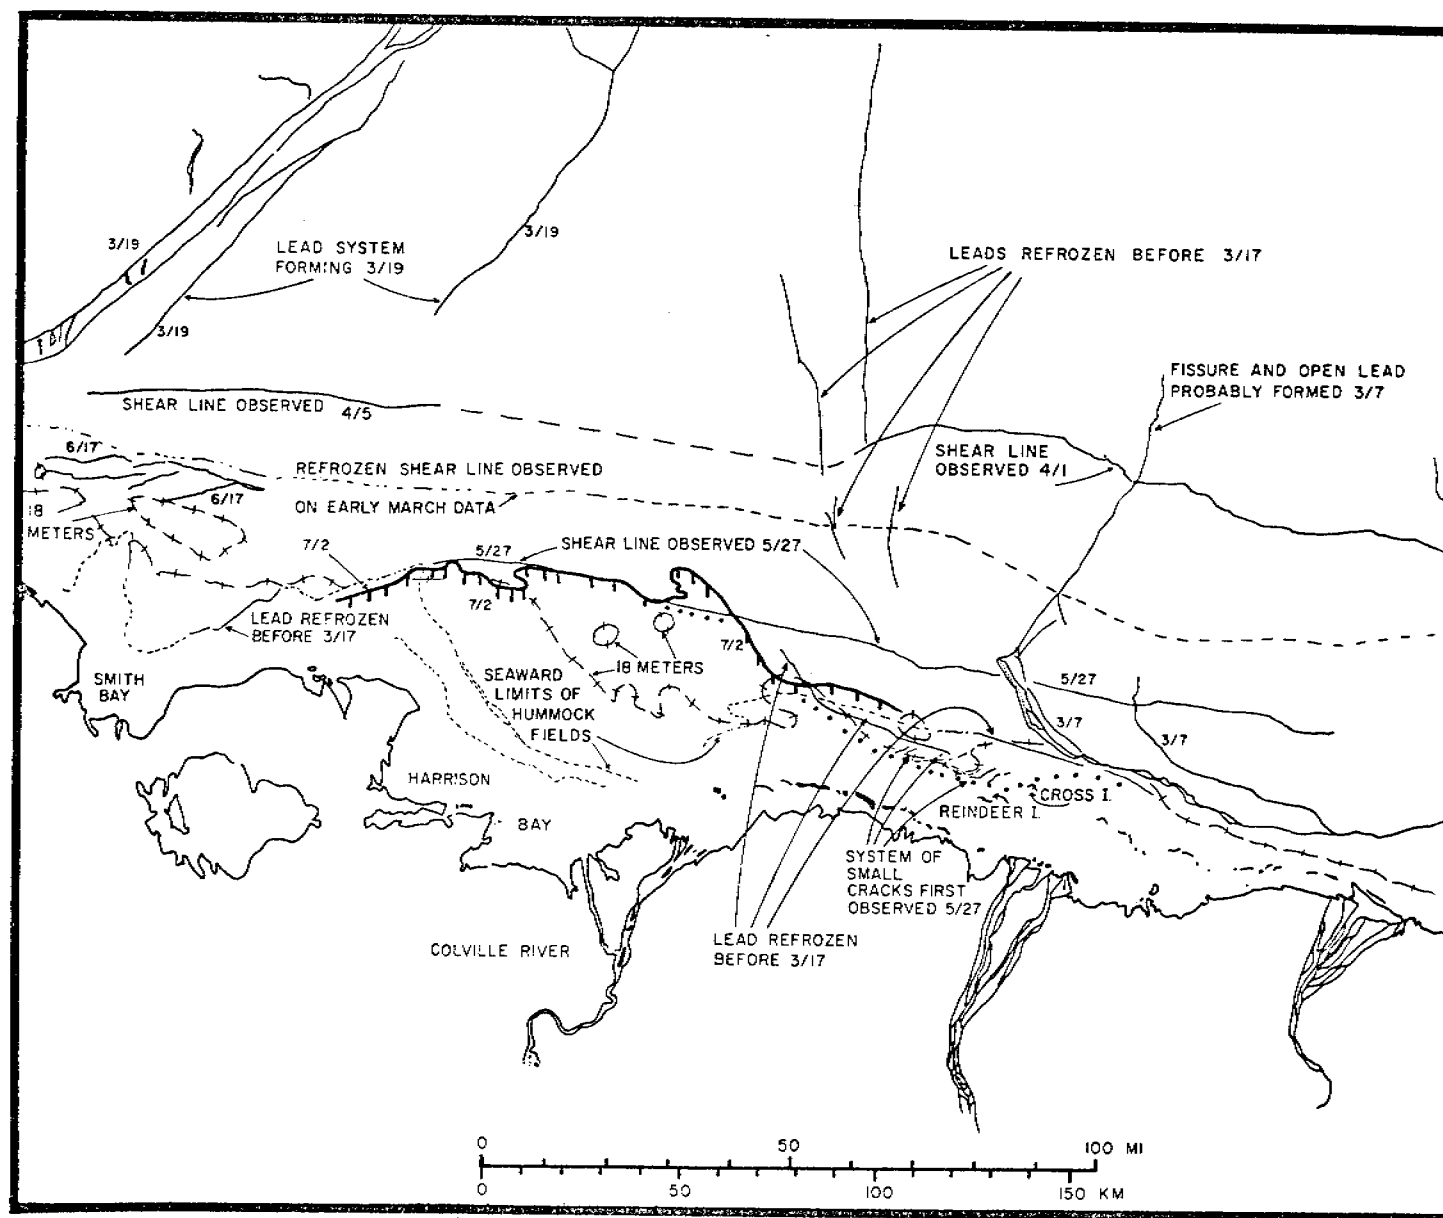 3/19
LEAD SYSTEM
FORMING 3/19
3/19
3/19
LEADS REFROZEN BEFORE 3/17
FISSURE AND OPEN LEAD
PROBABLY FORMED 3/7
SHEAR LINE OBSERVED 4/5
SHEAR LINE
OBSERVED 4/1
6/17
REFROZEN SHEAR LINE OBSERVED
ON EARLY MARCH DATA
6/17
18
METERS
7/2
5/27
SHEAR LINE OBSERVED 5/27
7/2
LEAD REFROZEN
BEFORE 3/17
7/2
18 METERS
SMITH
BAY
SEAWARD
LIMITS OF
HUMMOCK
FIELDS
5/27
3/7
3/7
HARRISON
BAY
CROSS I.
REINDEER I.
SYSTEM OF
SMALL
CRACKS FIRST
OBSERVED 5/27
LEAD REFROZEN
BEFORE 3/17
COLVILLE RIVER
0 50 100 MI
0 50 100 150 KM